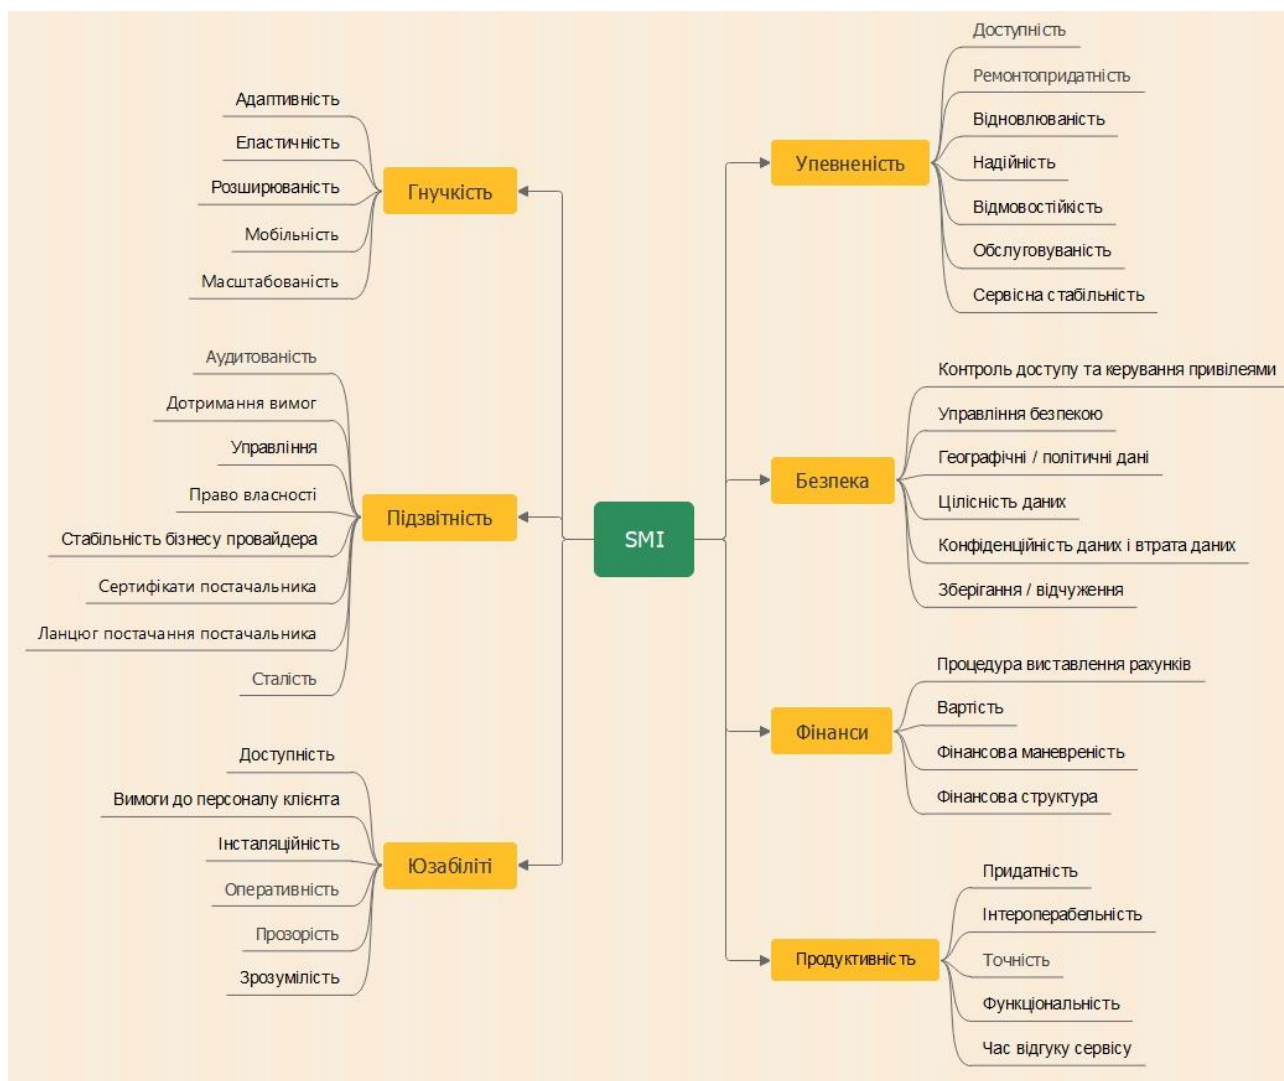 SMI
Гнучкість
Адаптивність
Еластичність
Розширюваність
Мобільність
Масштабованість
Підзвітність
Аудитованість
Дотримання вимог
Управління
Право власності
Стабільність бізнесу провайдера
Сертифікати постачальника
Ланцюг постачання постачальника
Сталість
Юзабіліті
Доступність
Вимоги до персоналу клієнта
Інсталяційність
Оперативність
Прозорість
Зрозумілість
Упевненість
Доступність
Ремонтопридатність
Відновлюваність
Надійність
Відмовостійкість
Обслуговуваність
Сервісна стабільність
Безпека
Контроль доступу та керування привілеями
Управління безпекою
Географічні / політичні дані
Цілісність даних
Конфіденційність даних і втрата даних
Зберігання / відчуження
Фінанси
Процедура виставлення рахунків
Вартість
Фінансова маневреність
Фінансова структура
Продуктивність
Придатність
Інтероперабельність
Точність
Функціональність
Час відгуку сервісу